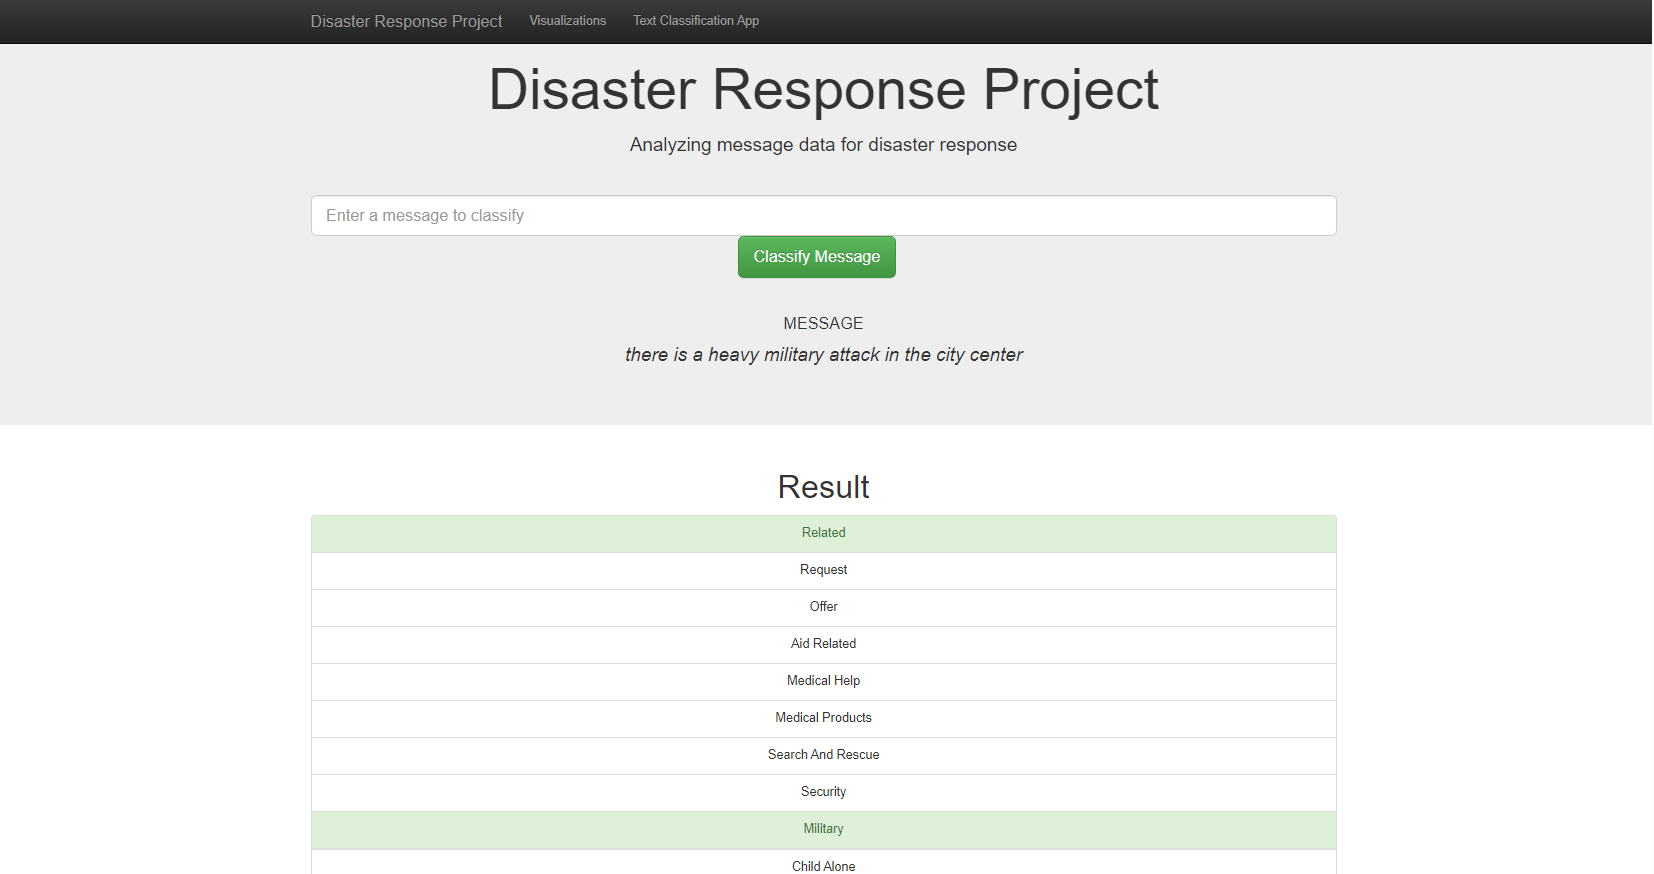 Disaster Response Project Visualizations Text Classification App
Disaster Response Project
Analyzing message data for disaster response
Enter a message to classify
Classify Message
MESSAGE
there is a heavy military attack in the city center
Result
Related
Request
Offer
Aid Related
Medical Help
Medical Products
Search And Rescue
Security
Military
Child Alone